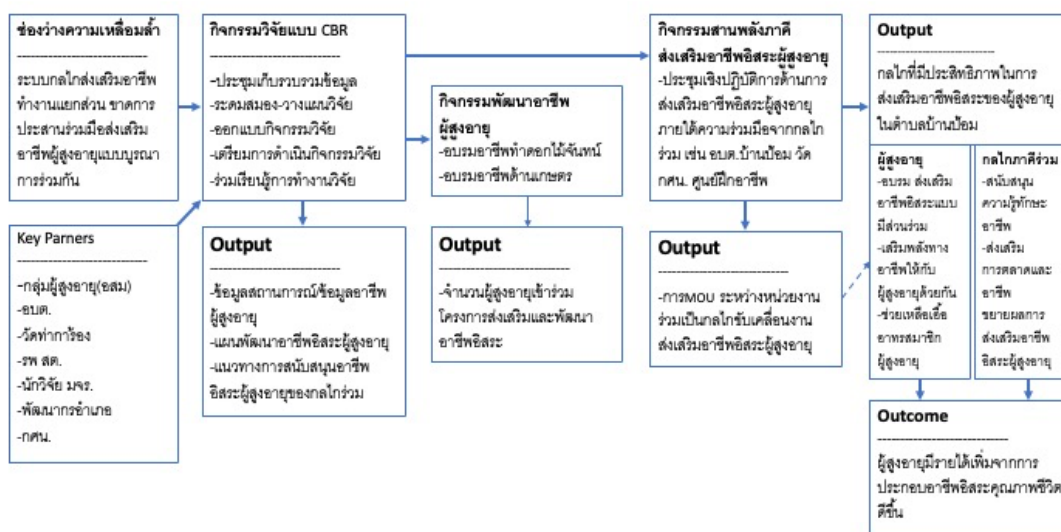 ช่องว่างความเหลื่อมล้ำ
-----------------------------
ระบบกลไกส่งเสริมอาชีพ
ทำงานแยกส่วน ขาดการ
ประสานร่วมมือส่งเสริม
อาชีพผู้สูงอายุแบบบูรณา
การร่วมกัน
Key Parners
-----------------------------
-กลุ่มผู้สูงอายุ(อสม)
-อบต.
-วัดท่าการ้อง
-รพ สต.
-นักวิจัย มจร.
-พัฒนากรอำเภอ
-กศน.
กิจกรรมวิจัยแบบ CBR
-----------------------------
-ประชุมเก็บรวบรวมข้อมูล
-ระดมสมอง-วางแผนวิจัย
-ออกแบบกิจกรรมวิจัย
-เตรียมการดำเนินกิจกรรมวิจัย
-ร่วมเรียนรู้การทำงานวิจัย
Output
-----------------------------
-ข้อมูลสถานการณ์/ข้อมูลอาชีพ
ผู้สูงอายุ
-แผนพัฒนาอาชีพอิสระผู้สูงอายุ
-แนวทางการสนับสนุนอาชีพ
อิสระผู้สูงอายุของกลไกร่วม
กิจกรรมพัฒนาอาชีพ
ผู้สูงอายุ
-อบรมอาชีพทำดอกไม้จันทน์
-อบรมอาชีพด้านเกษตร
Output
-----------------------------
-จำนวนผู้สูงอายุเข้าร่วม
โครงการส่งเสริมและพัฒนา
อาชีพอิสระ
กิจกรรมสานพลังภาคี
ส่งเสริมอาชีพอิสระผู้สูงอายุ
-ประชุมเชิงปฏิบัติการด้านการ
ส่งเสริมอาชีพอิสระผู้สูงอายุ
ภายใต้ความร่วมมือจากกลไก
ร่วม เช่น อบต.บ้านป้อม วัด
กศน. ศูนย์ฝึกอาชีพ
Output
-----------------------------
-การMOU ระหว่างหน่วยงาน
ร่วมเป็นกลไกขับเคลื่อนงาน
ส่งเสริมอาชีพอิสระผู้สูงอายุ
Output
--------------------------
กลไกที่มีประสิทธิภาพในการ
ส่งเสริมอาชีพอิสระของผู้สูงอายุ
ในตำบลบ้านป้อม
ผู้สูงอายุ
-อบรม ส่งเสริม
อาชีพอิสระแบบ
มีส่วนร่วม
-เสริมพลังทาง
อาชีพให้กับ
ผู้สูงอายุด้วยกัน
-ช่วยเหลือเอื้อ
อาทรสมาชิก
ผู้สูงอายุ
กลไกภาคีร่วม
-สนับสนุน
ความรู้ทักษะ
อาชีพ
-ส่งเสริม
การตลาดและ
อาชีพ
ขยายผลการ
ส่งเสริมอาชีพ
อิสระผู้สูงอายุ
Outcome
-----------------------------
ผู้สูงอายุมีรายได้เพิ่มจากการ
ประกอบอาชีพอิสระคุณภาพชีวิต
ดีขึ้น